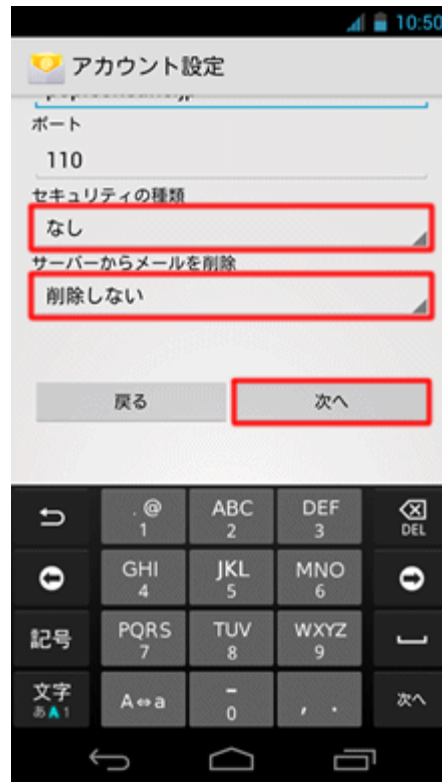 10:50
アカウント設定
ポート
110
セキュリティの種類
なし
サーバーからメールを削除
削除しない
戻る 次へ
. @ ABC DEF
1 2 3 DEL
GHI JKL MNO
4 5 6
記号 PQRS TUV WXYZ
7 8 9
文字 A⇔a - , . 次へ
あA1 0